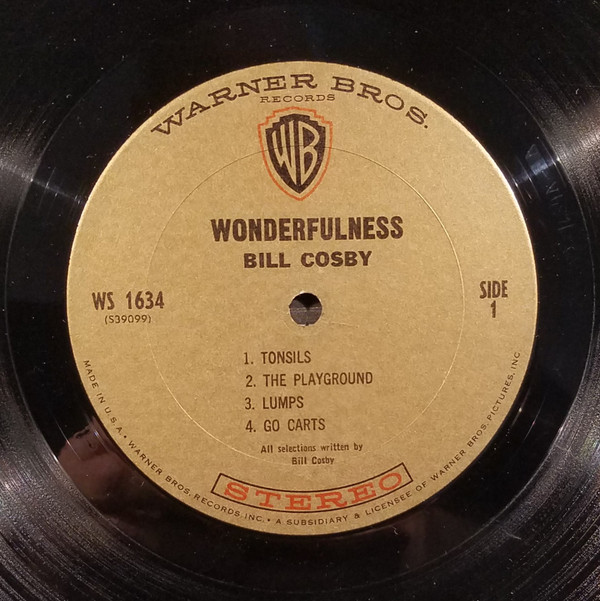 WARNER BROS.
RECORDS
WB
WONDERFULNESS
BILL COSBY
WS 1634
(S39099)
SIDE
1
1. TONSILS
2. THE PLAYGROUND
3. LUMPS
4. GO CARTS
All selections written by
Bill Cosby
STEREO
MADE IN U.S.A. • WARNER BROS. RECORDS, INC. • A SUBSIDIARY & LICENSEE OF WARNER BROS. PICTURES, INC